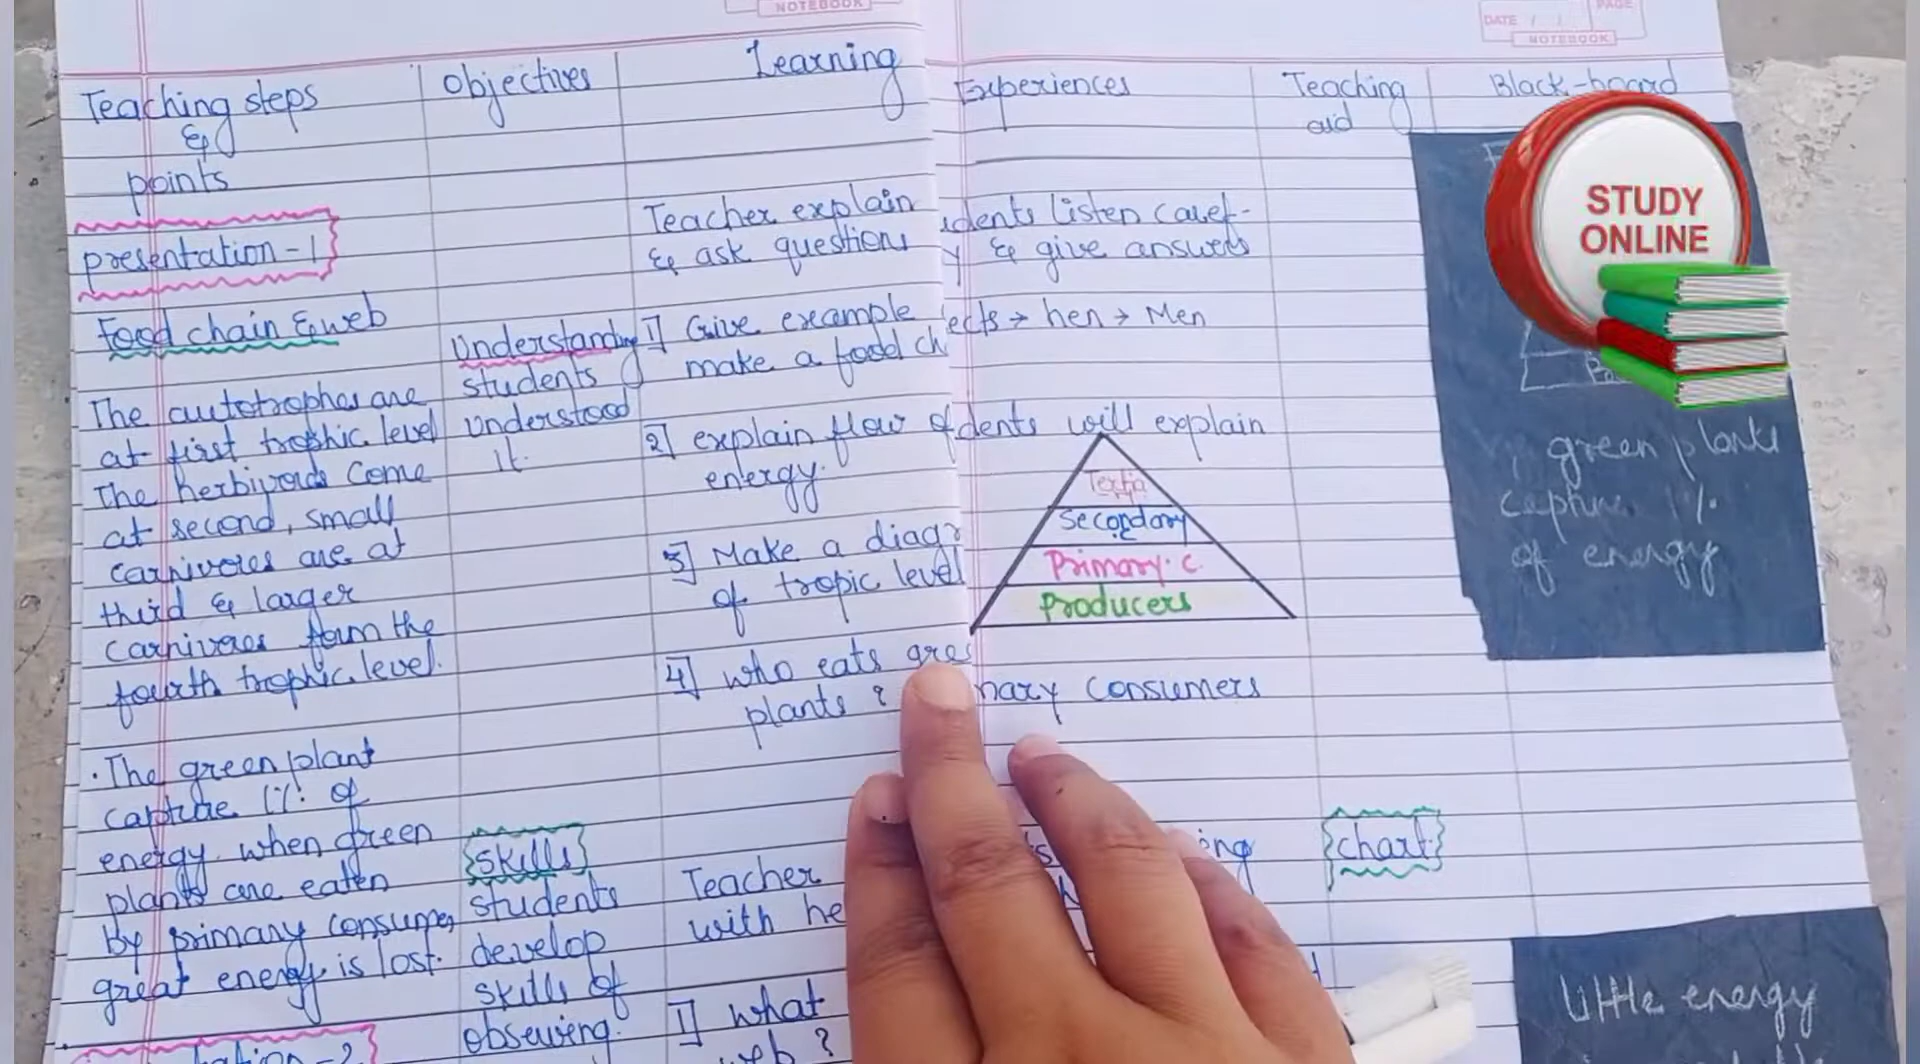 NOTEBOOK
DATE / /
PAGE
NOTEBOOK
Teaching steps
&
points
Objectives
Learning
Experiences
Teaching
aid
Black-board
presentation-1
Food chain & web
The autotrophs are
at first trophic level
The herbivores come
at second, small
carnivores are at
third & larger
carnivores form the
fourth trophic level.
. The green plant
capture 1% of
energy when green
plants are eaten
by primary consumer
great energy is lost.
Understanding
students
understood
it.
skills
students
develop
skills of
observing.
Teacher explain
& ask questions
1] Give example
make a food ch
2] explain flow of
energy.
3] Make a diagr
of tropic level
4] who eats gree
plants ?
Teacher
with he
1] what
web ?
dents listen caref-
y & give answers
ects → hen → Men
dents will explain
Tertia
Secondary
Primary. C.
Producers
mary consumers
chart
green plants
capture 1%
of energy
little energy
STUDY
ONLINE